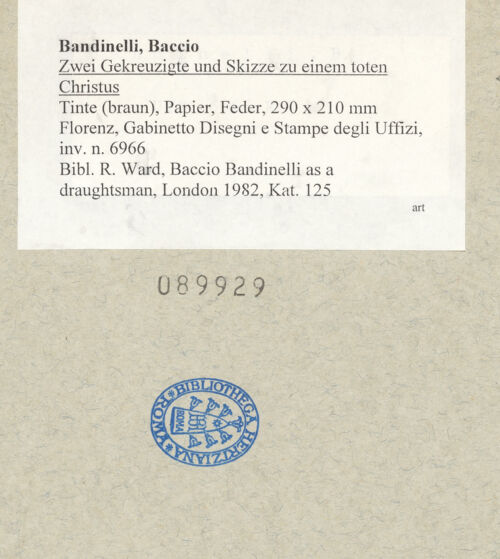 Bandinelli, Baccio
Zwei Gekreuzigte und Skizze zu einem toten
Christus
Tinte (braun), Papier, Feder, 290 x 210 mm
Florenz, Gabinetto Disegni e Stampe degli Uffizi,
inv. n. 6966
Bibl. R. Ward, Baccio Bandinelli as a
draughtsman, London 1982, Kat. 125
art
089929
BIBLIOTHECA HERTZIANA
ROMA